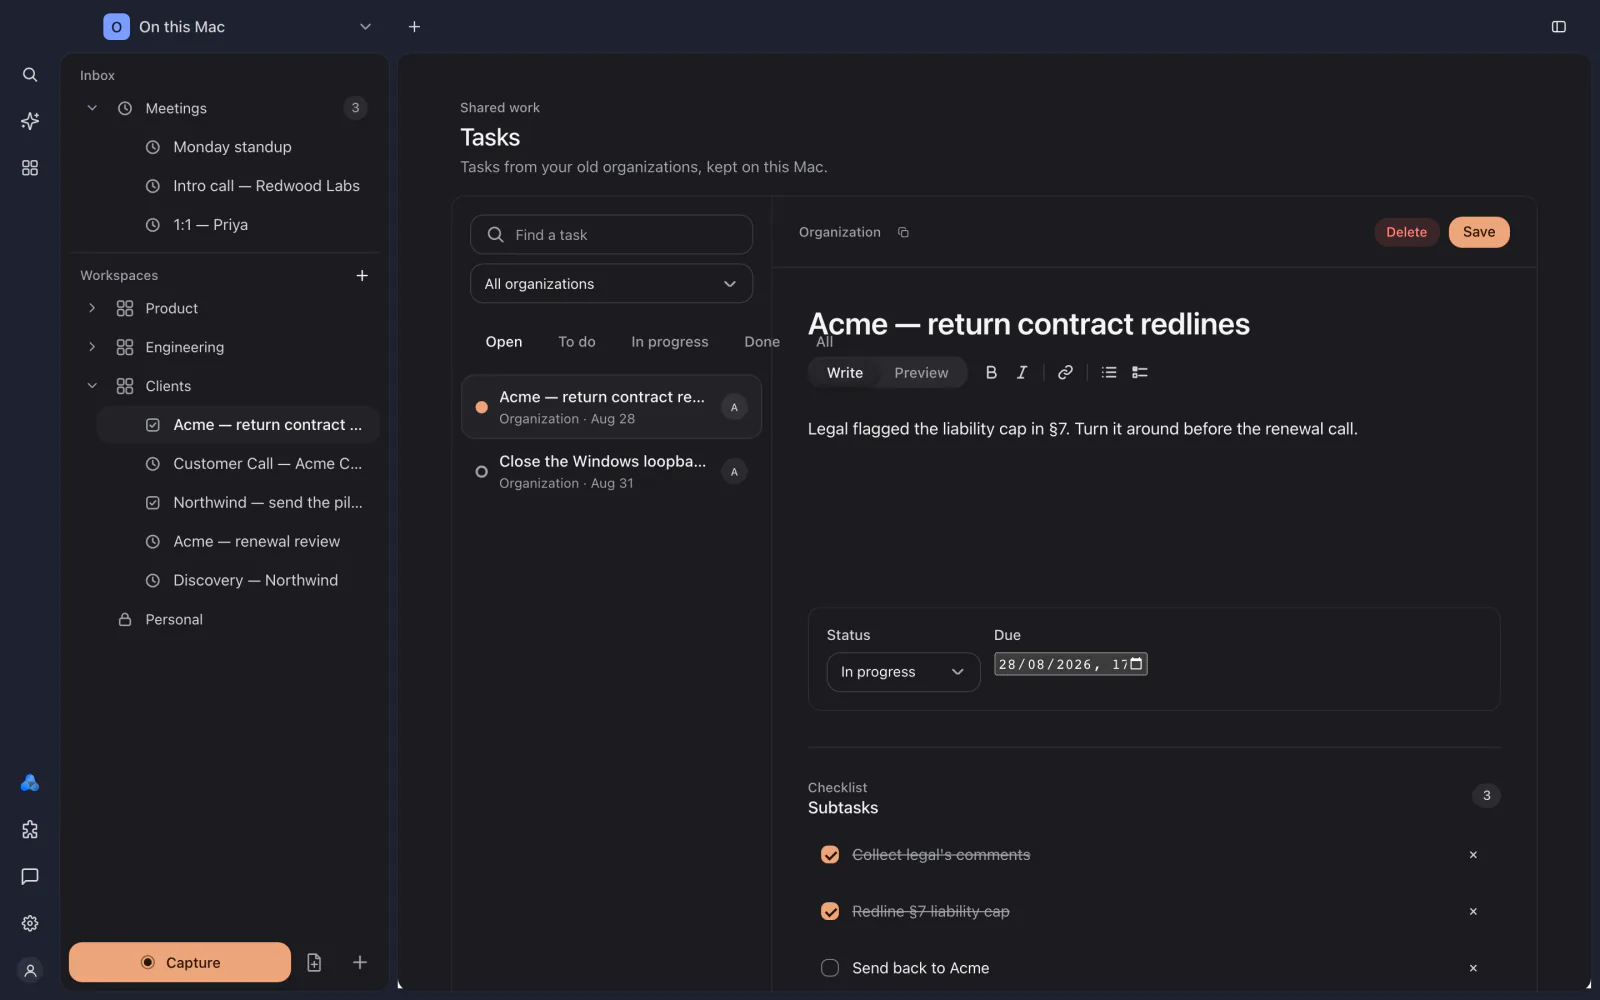 O On this Mac
Inbox
Meetings 3
Monday standup
Intro call — Redwood Labs
1:1 — Priya
Workspaces
Product
Engineering
Clients
Acme — return contract ...
Customer Call — Acme C...
Northwind — send the pil...
Acme — renewal review
Discovery — Northwind
Personal
Capture
Shared work
Tasks
Tasks from your old organizations, kept on this Mac.
Find a task
All organizations
Open To do In progress Done All
Acme — return contract re...
Organization · Aug 28
A
Close the Windows loopba...
Organization · Aug 31
A
Organization
Delete Save
Acme — return contract redlines
Write Preview B I
Legal flagged the liability cap in §7. Turn it around before the renewal call.
Status Due
In progress 28/08/2026, 17
Checklist
Subtasks 3
Collect legal's comments
Redline §7 liability cap
Send back to Acme